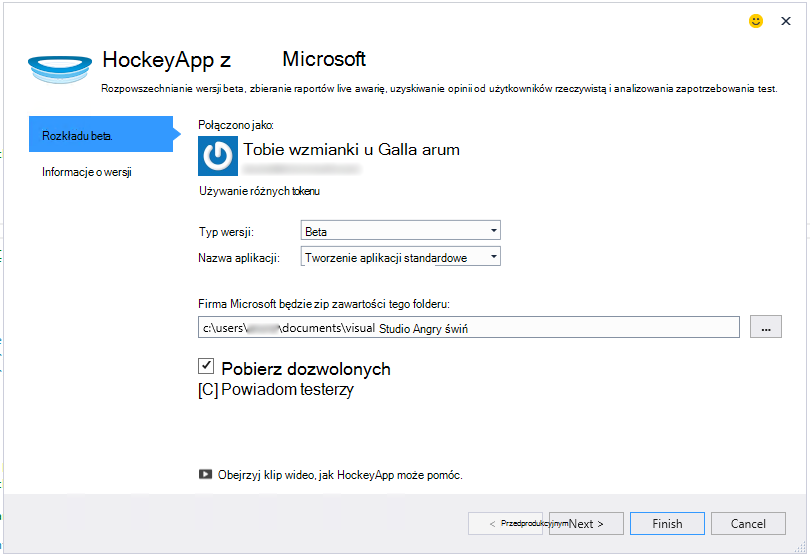 HockeyApp z Microsoft
Rozpowszechnianie wersji beta, zbieranie raportów live awarię, uzyskiwanie opinii od użytkowników rzeczywistą i analizowania zapotrzebowania test.
Rozkładu beta.
Informacje o wersji
Połączono jako:
Tobie wzmianki u Galla arum
Używanie różnych tokenu
Typ wersji: Beta
Nazwa aplikacji: Tworzenie aplikacji standardowe
Firma Microsoft będzie zip zawartości tego folderu:
c:\users\ \documents\visual Studio Angry świń ...
Pobierz dozwolonych
[C] Powiadom testerzy
Obejrzyj klip wideo, jak HockeyApp może pomóc.
< Przedprodukcyjnym Next > Finish Cancel